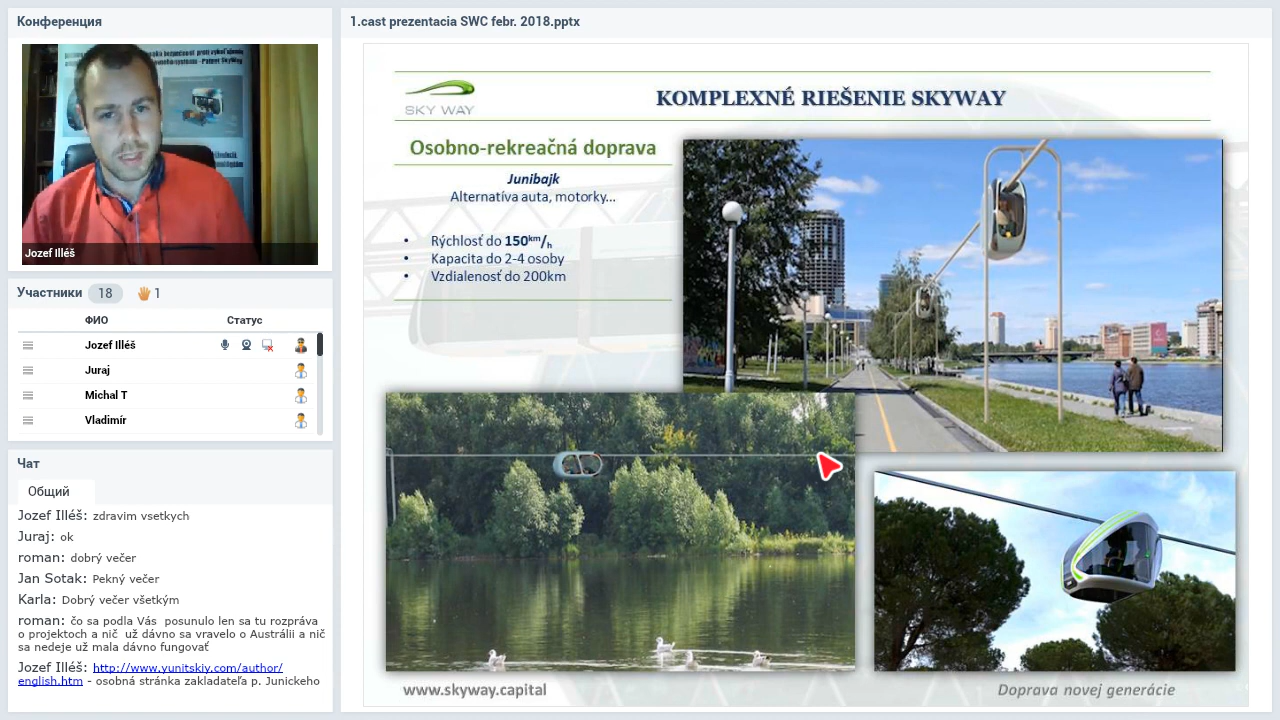 Конференция
Jozef Illéš
Участники 18 1
ФИО Статус
Jozef Illéš
Juraj
Michal T
Vladimír
Чат
Общий
Jozef Illéš: zdravim vsetkych
Juraj: ok
roman: dobrý večer
Jan Sotak: Pekný večer
Karla: Dobrý večer všetkým
roman: čo sa podla Vás posunulo len sa tu rozpráva
o projektoch a nič už dávno sa vravelo o Austrálii a nič
sa nedeje už mala dávno fungovať
Jozef Illéš: http://www.yunitskiy.com/author/
english.htm - osobná stránka zakladateľa p. Junickeho
1.cast prezentacia SWC febr. 2018.pptx
SKY WAY
KOMPLEXNÉ RIEŠENIE SKYWAY
Osobno-rekreačná doprava
Junibajk
Alternatíva auta, motorky...
• Rýchlosť do 150km/h
• Kapacita do 2-4 osoby
• Vzdialenosť do 200km
www.skyway.capital
Doprava novej generácie